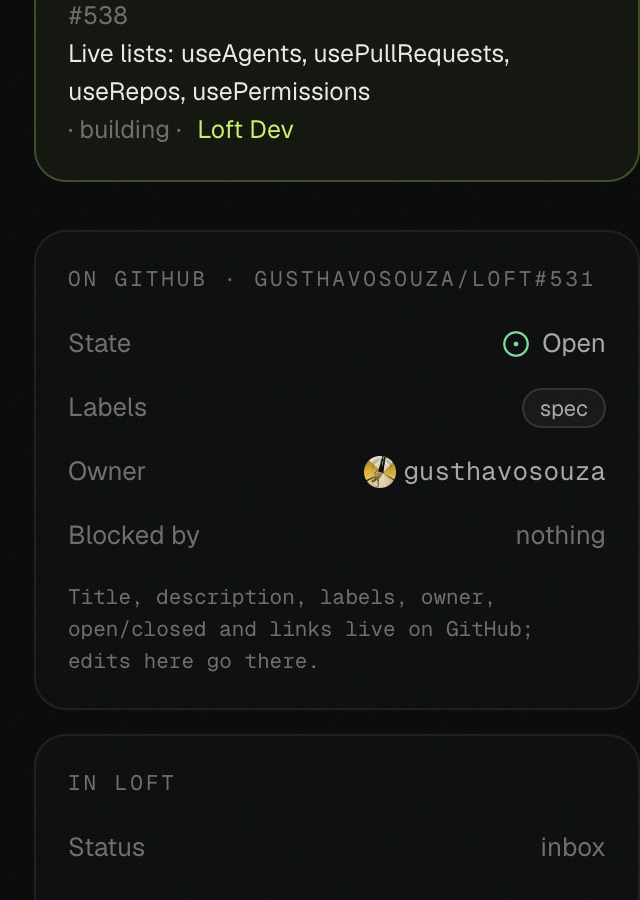 #538
Live lists: useAgents, usePullRequests,
useRepos, usePermissions
· building · Loft Dev
ON GITHUB · GUSTHAVOSOUZA/LOFT#531
State Open
Labels spec
Owner gusthavosouza
Blocked by nothing
Title, description, labels, owner,
open/closed and links live on GitHub;
edits here go there.
IN LOFT
Status inbox